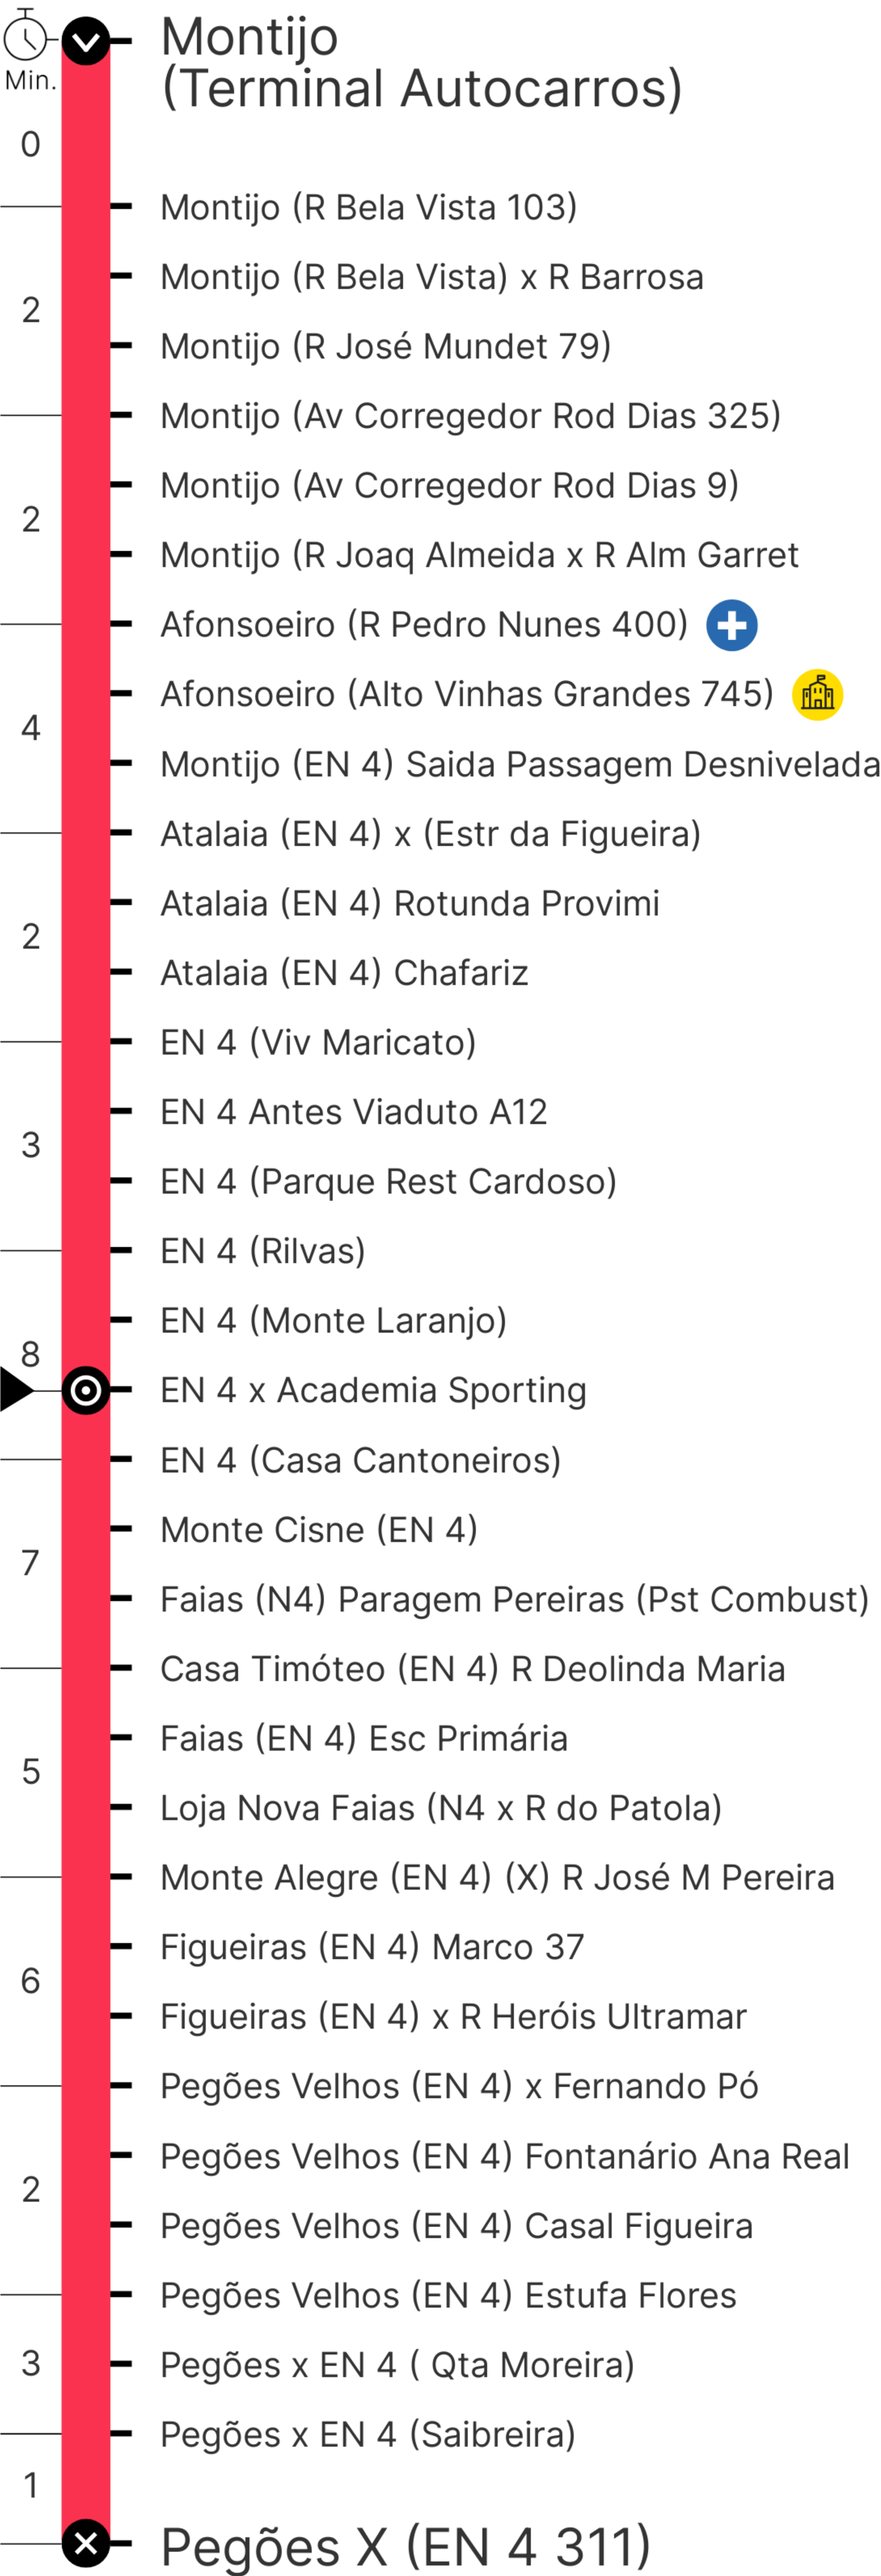 Montijo
(Terminal Autocarros)
Min.
0
Montijo (R Bela Vista 103)
Montijo (R Bela Vista) x R Barrosa
2
Montijo (R José Mundet 79)
Montijo (Av Corregedor Rod Dias 325)
Montijo (Av Corregedor Rod Dias 9)
2
Montijo (R Joaq Almeida x R Alm Garret
Afonsoeiro (R Pedro Nunes 400)
Afonsoeiro (Alto Vinhas Grandes 745)
4
Montijo (EN 4) Saida Passagem Desnivelada
Atalaia (EN 4) x (Estr da Figueira)
Atalaia (EN 4) Rotunda Provimi
2
Atalaia (EN 4) Chafariz
EN 4 (Viv Maricato)
EN 4 Antes Viaduto A12
3
EN 4 (Parque Rest Cardoso)
EN 4 (Rilvas)
EN 4 (Monte Laranjo)
8
EN 4 x Academia Sporting
EN 4 (Casa Cantoneiros)
Monte Cisne (EN 4)
7
Faias (N4) Paragem Pereiras (Pst Combust)
Casa Timóteo (EN 4) R Deolinda Maria
Faias (EN 4) Esc Primária
5
Loja Nova Faias (N4 x R do Patola)
Monte Alegre (EN 4) (X) R José M Pereira
Figueiras (EN 4) Marco 37
6
Figueiras (EN 4) x R Heróis Ultramar
Pegões Velhos (EN 4) x Fernando Pó
Pegões Velhos (EN 4) Fontanário Ana Real
2
Pegões Velhos (EN 4) Casal Figueira
Pegões Velhos (EN 4) Estufa Flores
3
Pegões x EN 4 ( Qta Moreira)
Pegões x EN 4 (Saibreira)
1
Pegões X (EN 4 311)